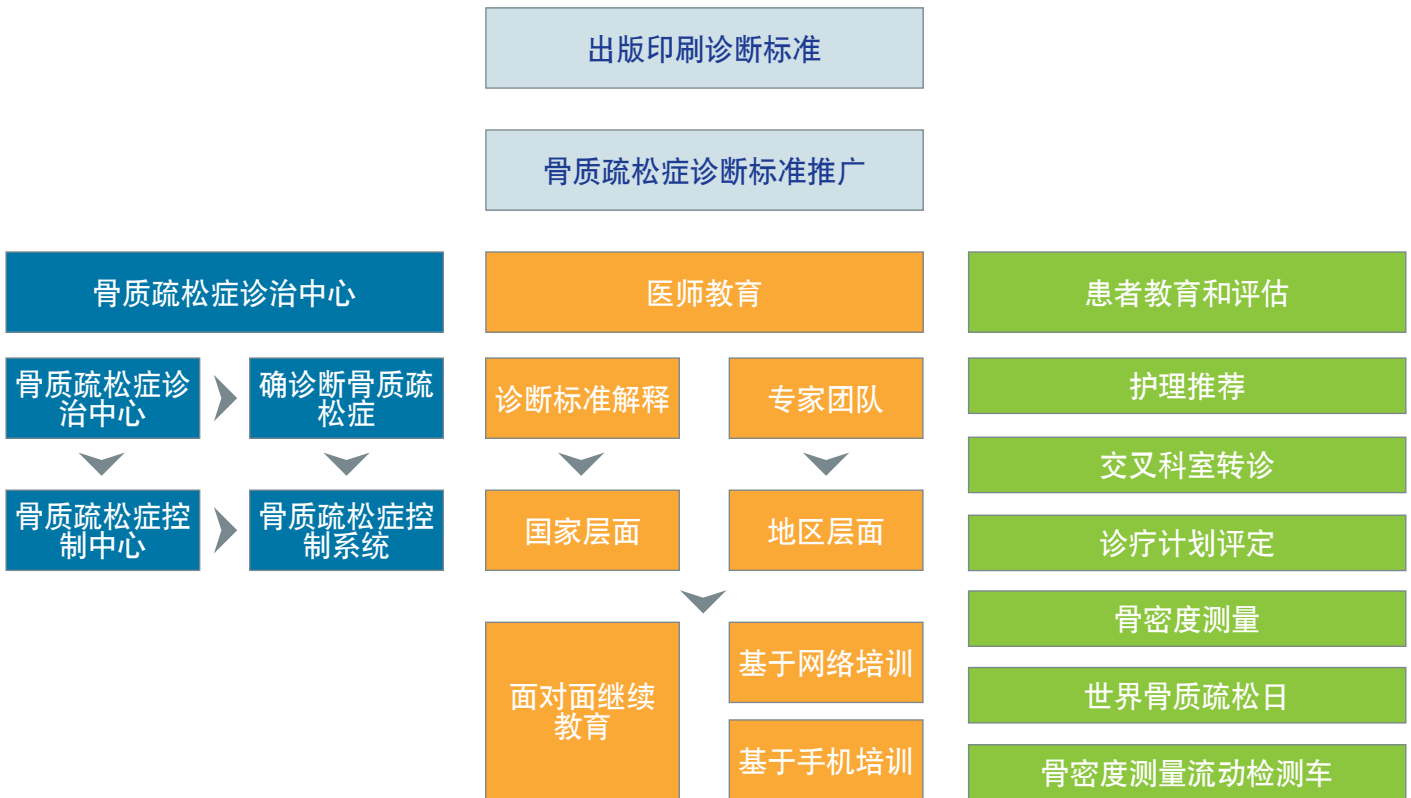 出版印刷诊断标准
骨质疏松症诊断标准推广
骨质疏松症诊治中心
医师教育
患者教育和评估
骨质疏松症诊
治中心
确诊断骨质疏
松症
骨质疏松症控
制中心
骨质疏松症控
制系统
诊断标准解释
专家团队
国家层面
地区层面
面对面继续
教育
基于网络培训
基于手机培训
护理推荐
交叉科室转诊
诊疗计划评定
骨密度测量
世界骨质疏松日
骨密度测量流动检测车